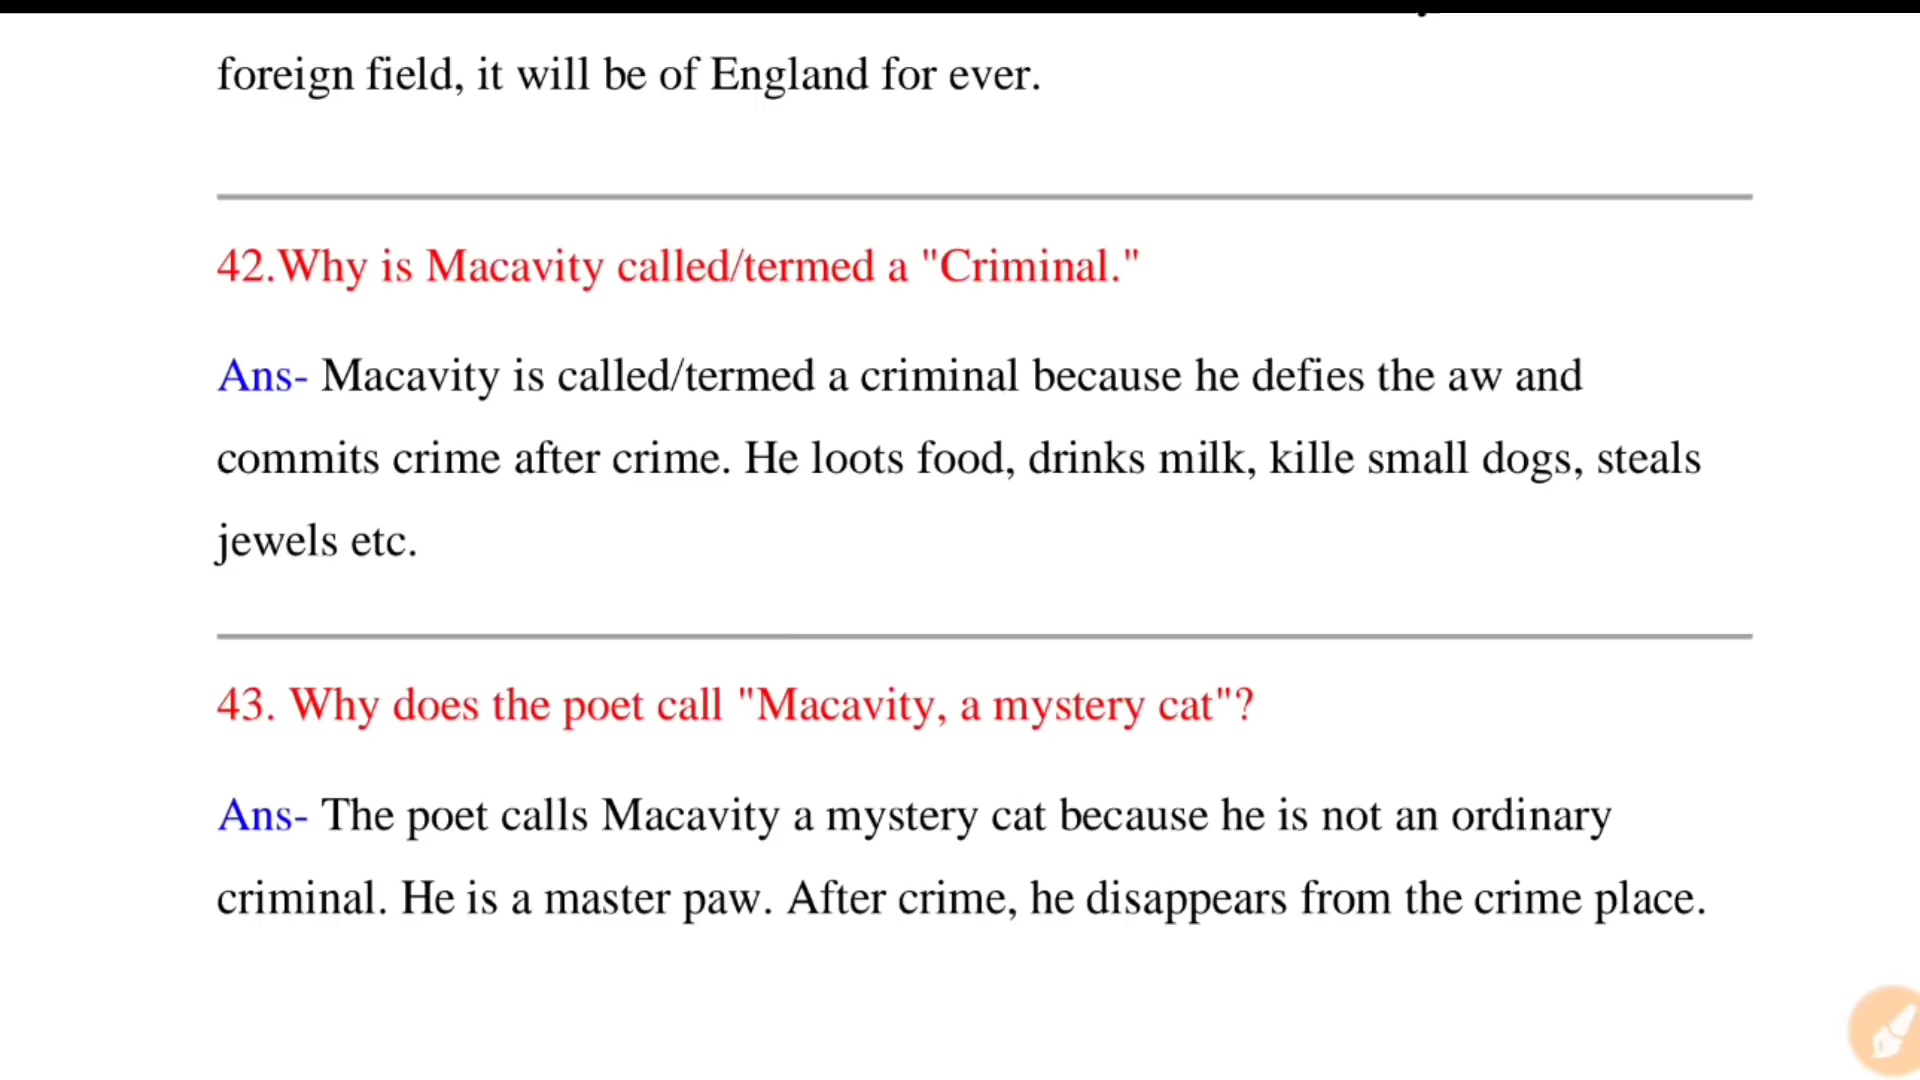 foreign field, it will be of England for ever.
42.Why is Macavity called/termed a "Criminal."
Ans- Macavity is called/termed a criminal because he defies the aw and
commits crime after crime. He loots food, drinks milk, kille small dogs, steals
jewels etc.
43. Why does the poet call "Macavity, a mystery cat"?
Ans- The poet calls Macavity a mystery cat because he is not an ordinary
criminal. He is a master paw. After crime, he disappears from the crime place.